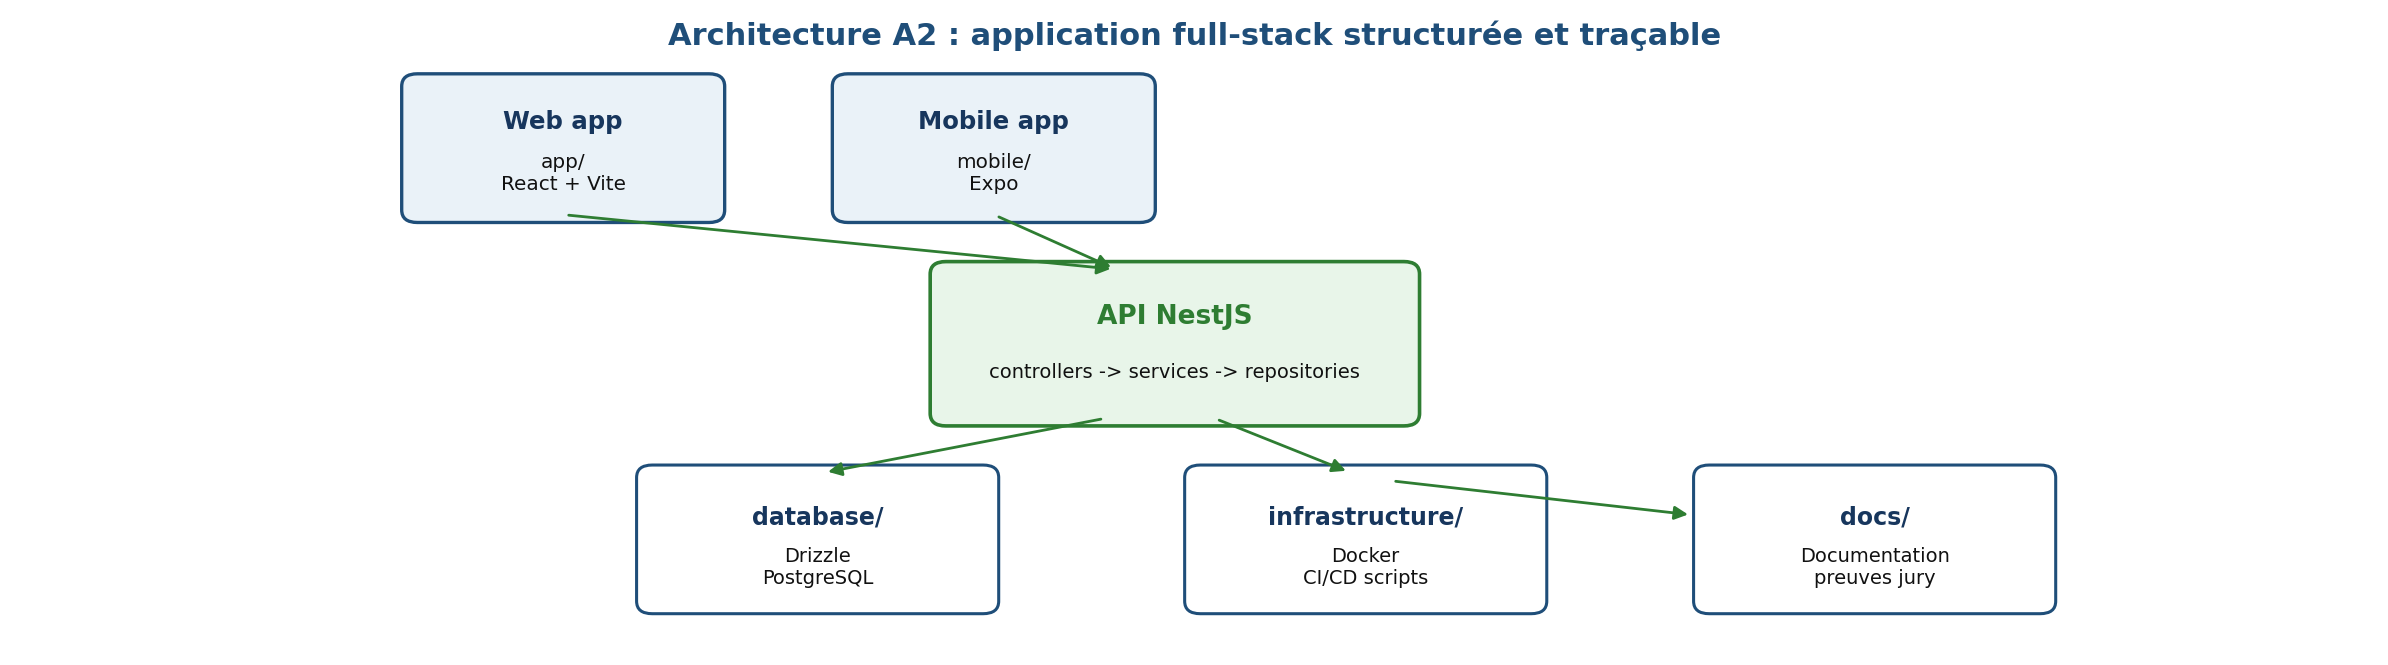 Architecture A2 : application full-stack structurée et traçable
Web app
app/
React + Vite
Mobile app
mobile/
Expo
API NestJS
controllers -> services -> repositories
database/
Drizzle
PostgreSQL
infrastructure/
Docker
CI/CD scripts
docs/
Documentation
preuves jury